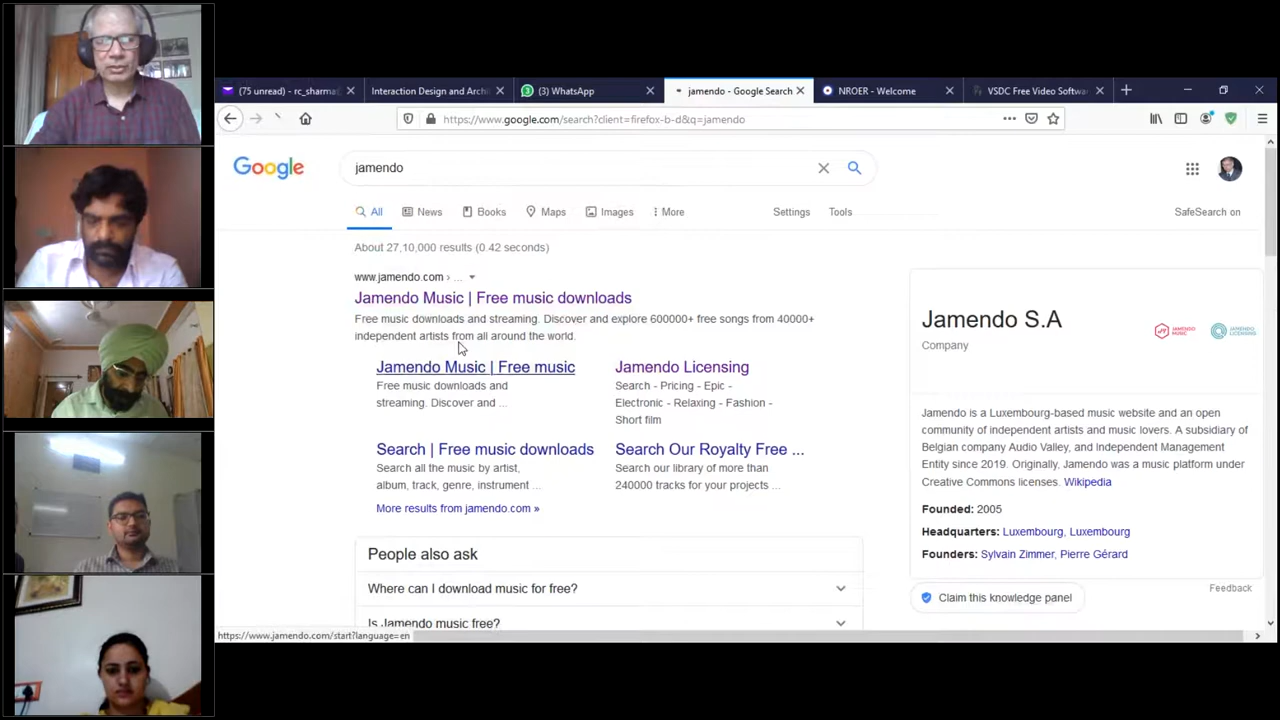 (75 unread) - rc_sharma
Interaction Design and Archi
(3) WhatsApp
jamendo - Google Search
NROER - Welcome
VSDC Free Video Softwa
https://www.google.com/search?client=firefox-b-d&q=jamendo
Google
jamendo
All
News
Books
Maps
Images
More
Settings
Tools
SafeSearch on
About 27,10,000 results (0.42 seconds)
www.jamendo.com › ...
Jamendo Music | Free music downloads
Free music downloads and streaming. Discover and explore 600000+ free songs from 40000+
independent artists from all around the world.
Jamendo Music | Free music
Free music downloads and
streaming. Discover and ...
Jamendo Licensing
Search - Pricing - Epic -
Electronic - Relaxing - Fashion -
Short film
Search | Free music downloads
Search all the music by artist,
album, track, genre, instrument ...
Search Our Royalty Free ...
Search our library of more than
240000 tracks for your projects ...
More results from jamendo.com »
People also ask
Where can I download music for free?
Is Jamendo music free?
https://www.jamendo.com/start?language=en
Jamendo S.A
Company
JAMENDO
MUSIC
JAMENDO
LICENSING
Jamendo is a Luxembourg-based music website and an open
community of independent artists and music lovers. A subsidiary of
Belgian company Audio Valley, and Independent Management
Entity since 2019. Originally, Jamendo was a music platform under
Creative Commons licenses. Wikipedia
Founded: 2005
Headquarters: Luxembourg, Luxembourg
Founders: Sylvain Zimmer, Pierre Gérard
Claim this knowledge panel
Feedback